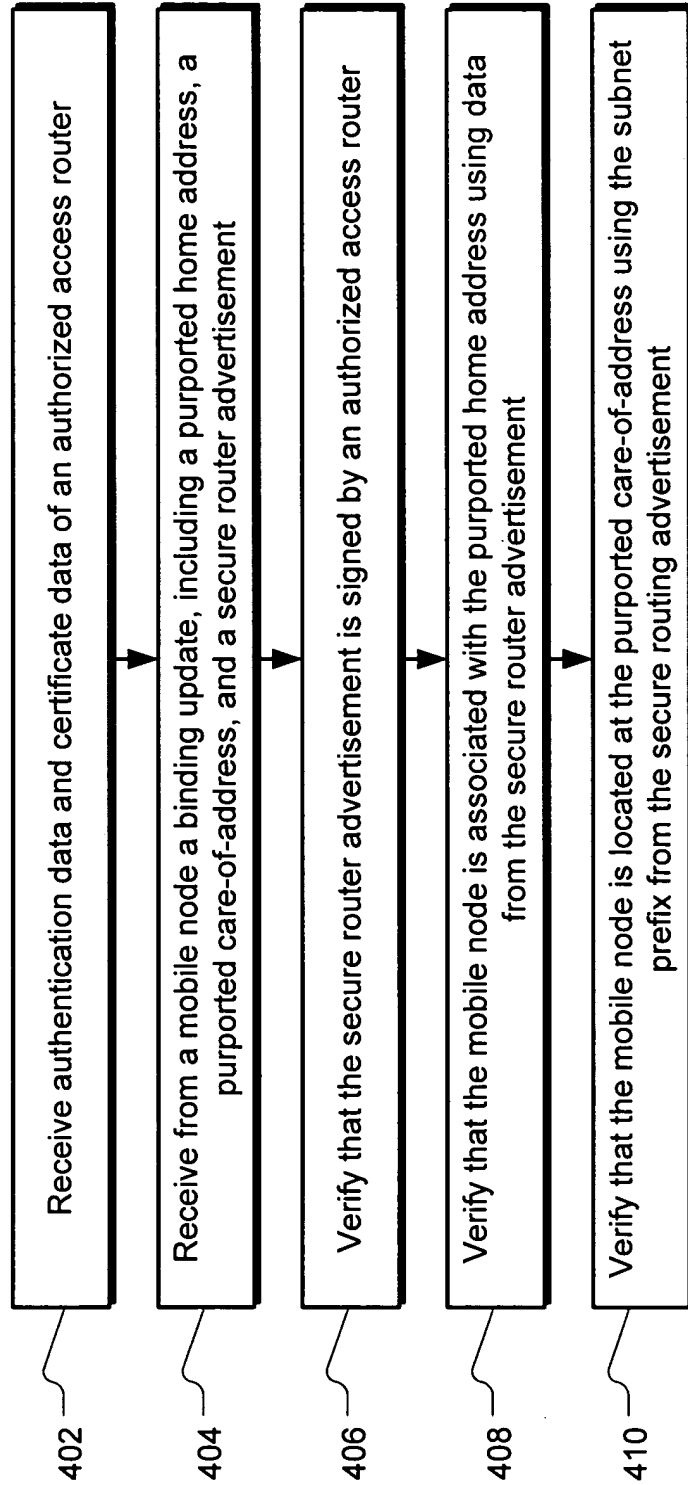 402
Receive authentication data and certificate data of an authorized access router
404
Receive from a mobile node a binding update, including a purported home address, a
purported care-of-address, and a secure router advertisement
406
Verify that the secure router advertisement is signed by an authorized access router
408
Verify that the mobile node is associated with the purported home address using data
from the secure router advertisement
410
Verify that the mobile node is located at the purported care-of-address using the subnet
prefix from the secure routing advertisement